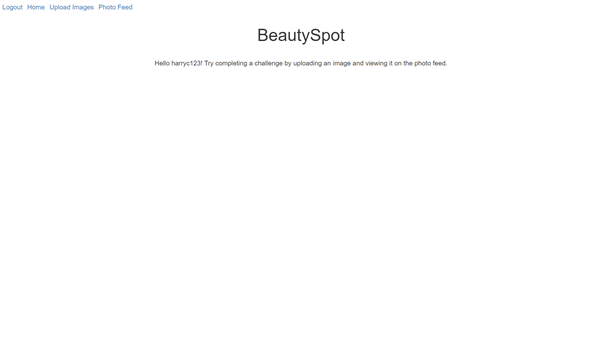 Logout Home Upload Images Photo Feed
BeautySpot
Hello harryc123! Try completing a challenge by uploading an image and viewing it on the photo feed.